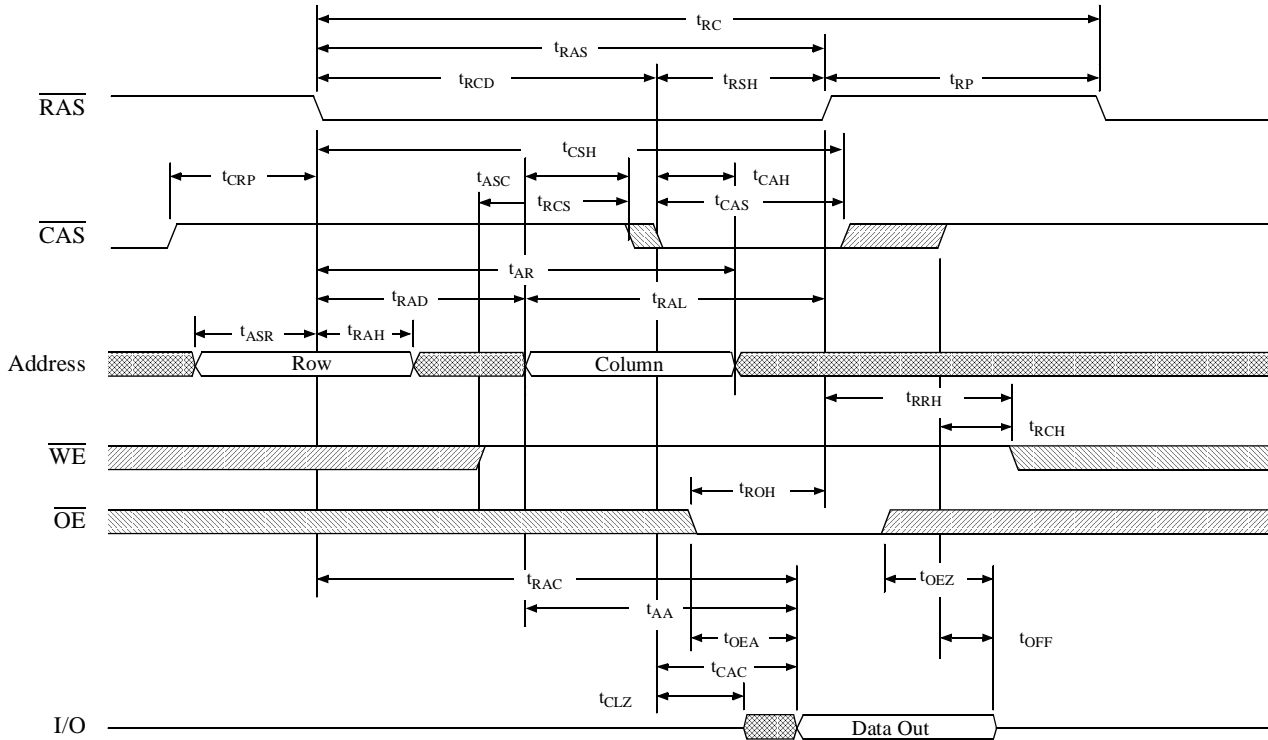 tRC
tRAS
tRCD tRSH tRP
RAS
tCSH
tCRP tASC tCAH
tRCS tCAS
CAS
tAR
tRAD tRAL
tASR tRAH
Address Row Column
tRRH
tRCH
WE
tROH
OE
tRAC tOEZ
tAA
tOEA tOFF
tCAC
tCLZ
I/O Data Out